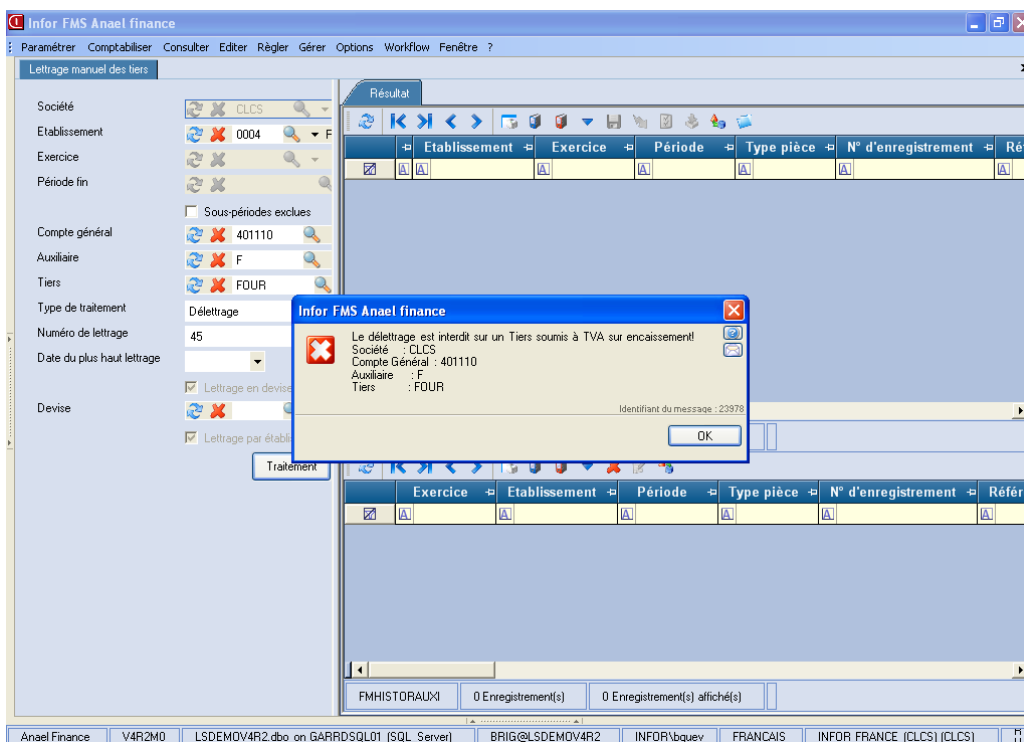 Infor FMS Anael finance
Paramétrer Comptabiliser Consulter Editer Règler Gérer Options Workflow Fenêtre ?
Lettrage manuel des tiers
Société CLCS
Etablissement 0004 F
Exercice
Période fin
Sous-périodes exclues
Compte général 401110
Auxiliaire F
Tiers FOUR
Type de traitement Délettrage
Numéro de lettrage 45
Date du plus haut lettrage
Lettrage en devise
Devise
Lettrage par établi
Traitement
Résultat
Etablissement Exercice Période Type pièce N° d'enregistrement Ré
Infor FMS Anael finance
Le délettrage est interdit sur un Tiers soumis à TVA sur encaissement!
Société : CLCS
Compte Général : 401110
Auxiliaire : F
Tiers : FOUR
Identifiant du message : 23978
OK
Exercice Etablissement Période Type pièce N° d'enregistrement Référ
FMHISTORAUXI 0 Enregistrement(s) 0 Enregistrement(s) affiché(s)
Anael Finance V4R2M0 LSDEMOV4R2.dbo on GARRDSQL01 (SQL Server) BRIG@LSDEMOV4R2 INFOR\bguey FRANCAIS INFOR FRANCE (CLCS) (CLCS)